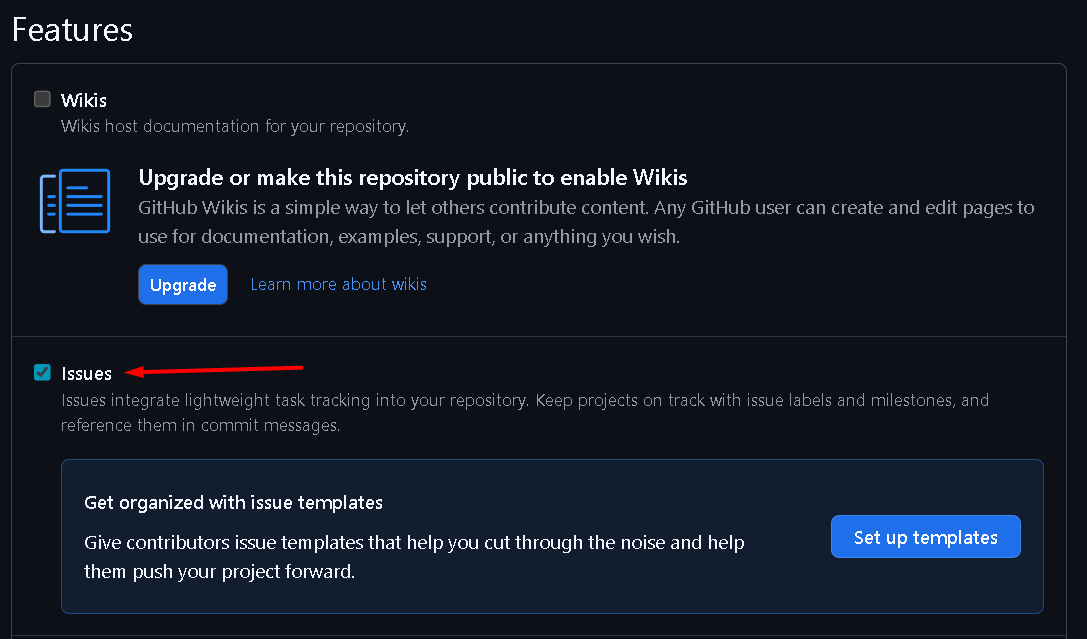 Features
Wikis
Wikis host documentation for your repository.
Upgrade or make this repository public to enable Wikis
GitHub Wikis is a simple way to let others contribute content. Any GitHub user can create and edit pages to
use for documentation, examples, support, or anything you wish.
Upgrade
Learn more about wikis
Issues
Issues integrate lightweight task tracking into your repository. Keep projects on track with issue labels and milestones, and
reference them in commit messages.
Get organized with issue templates
Give contributors issue templates that help you cut through the noise and help
them push your project forward.
Set up templates